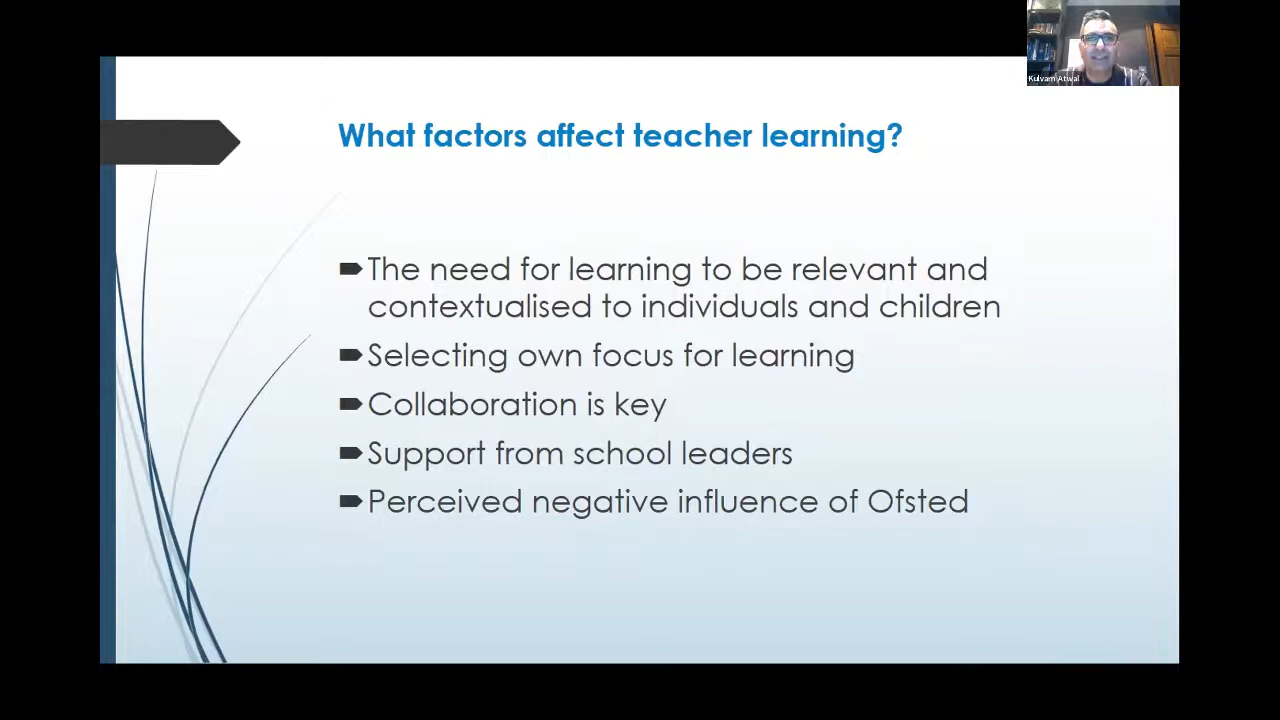 Kulvarn Atwal
What factors affect teacher learning?
The need for learning to be relevant and
contextualised to individuals and children
Selecting own focus for learning
Collaboration is key
Support from school leaders
Perceived negative influence of Ofsted